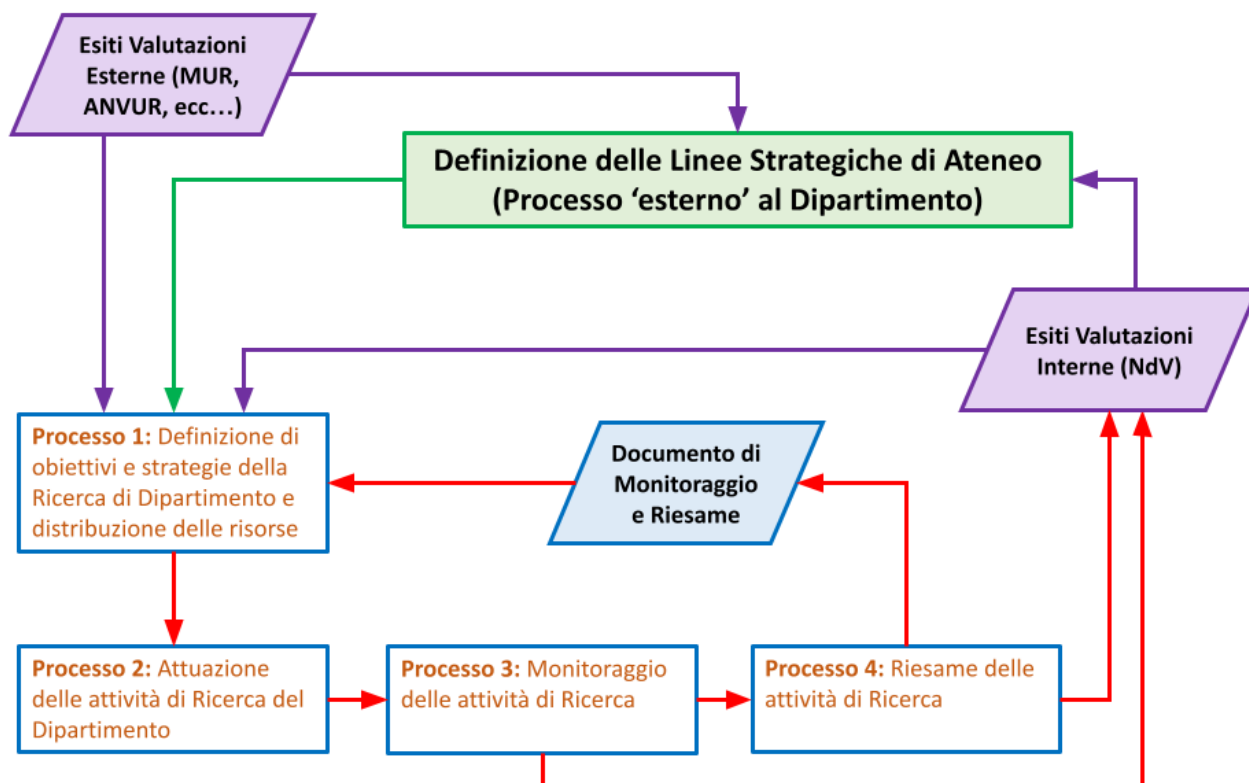 Esiti Valutazioni
Esterne (MUR,
ANVUR, ecc...)
Definizione delle Linee Strategiche di Ateneo
(Processo ‘esterno’ al Dipartimento)
Esiti Valutazioni
Interne (NdV)
Processo 1: Definizione di
obiettivi e strategie della
Ricerca di Dipartimento e
distribuzione delle risorse
Documento di
Monitoraggio
e Riesame
Processo 2: Attuazione
delle attività di Ricerca del
Dipartimento
Processo 3: Monitoraggio
delle attività di Ricerca
Processo 4: Riesame delle
attività di Ricerca